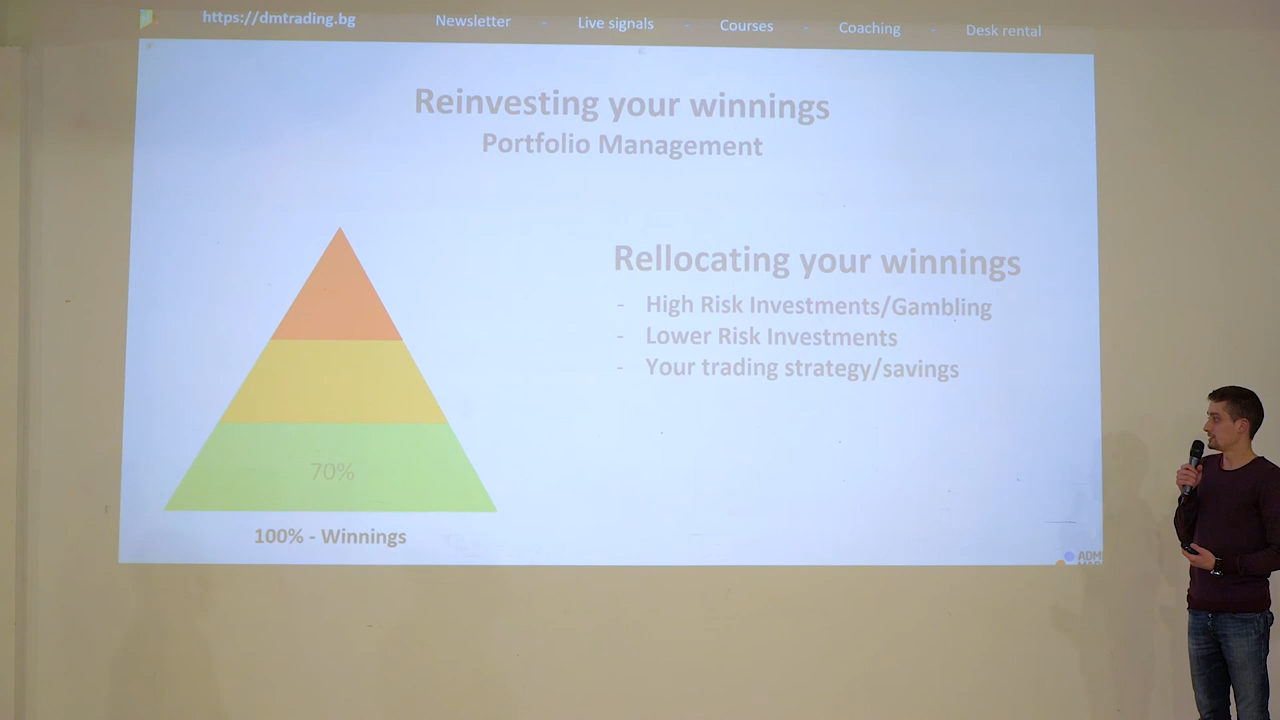 https://dmtrading.bg Newsletter - Live signals - Courses - Coaching - Desk rental
Reinvesting your winnings
Portfolio Management
Rellocating your winnings
- High Risk Investments/Gambling
- Lower Risk Investments
- Your trading strategy/savings
70%
100% - Winnings
ADM